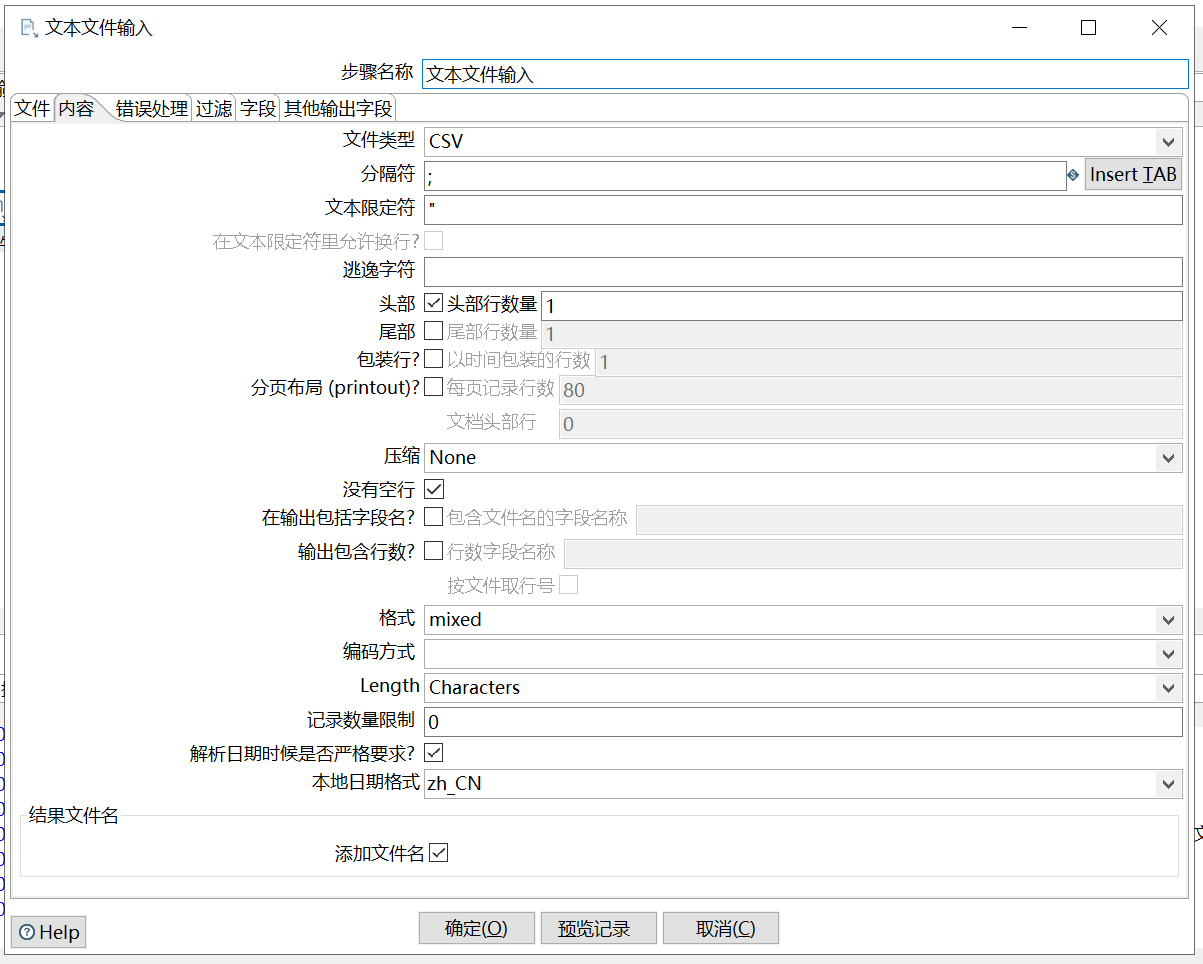 文本文件输入
步骤名称 文本文件输入
文件 内容 错误处理 过滤 字段 其他输出字段
文件类型 CSV
分隔符 ; Insert TAB
文本限定符 "
在文本限定符里允许换行?
逃逸字符
头部 头部行数量 1
尾部 尾部行数量 1
包装行? 以时间包装的行数 1
分页布局 (printout)? 每页记录行数 80
文档头部行 0
压缩 None
没有空行
在输出包括字段名? 包含文件名的字段名称
输出包含行数? 行数字段名称
按文件取行号
格式 mixed
编码方式
Length Characters
记录数量限制 0
解析日期时候是否严格要求?
本地日期格式 zh_CN
结果文件名
添加文件名
Help 确定(O) 预览记录 取消(C)